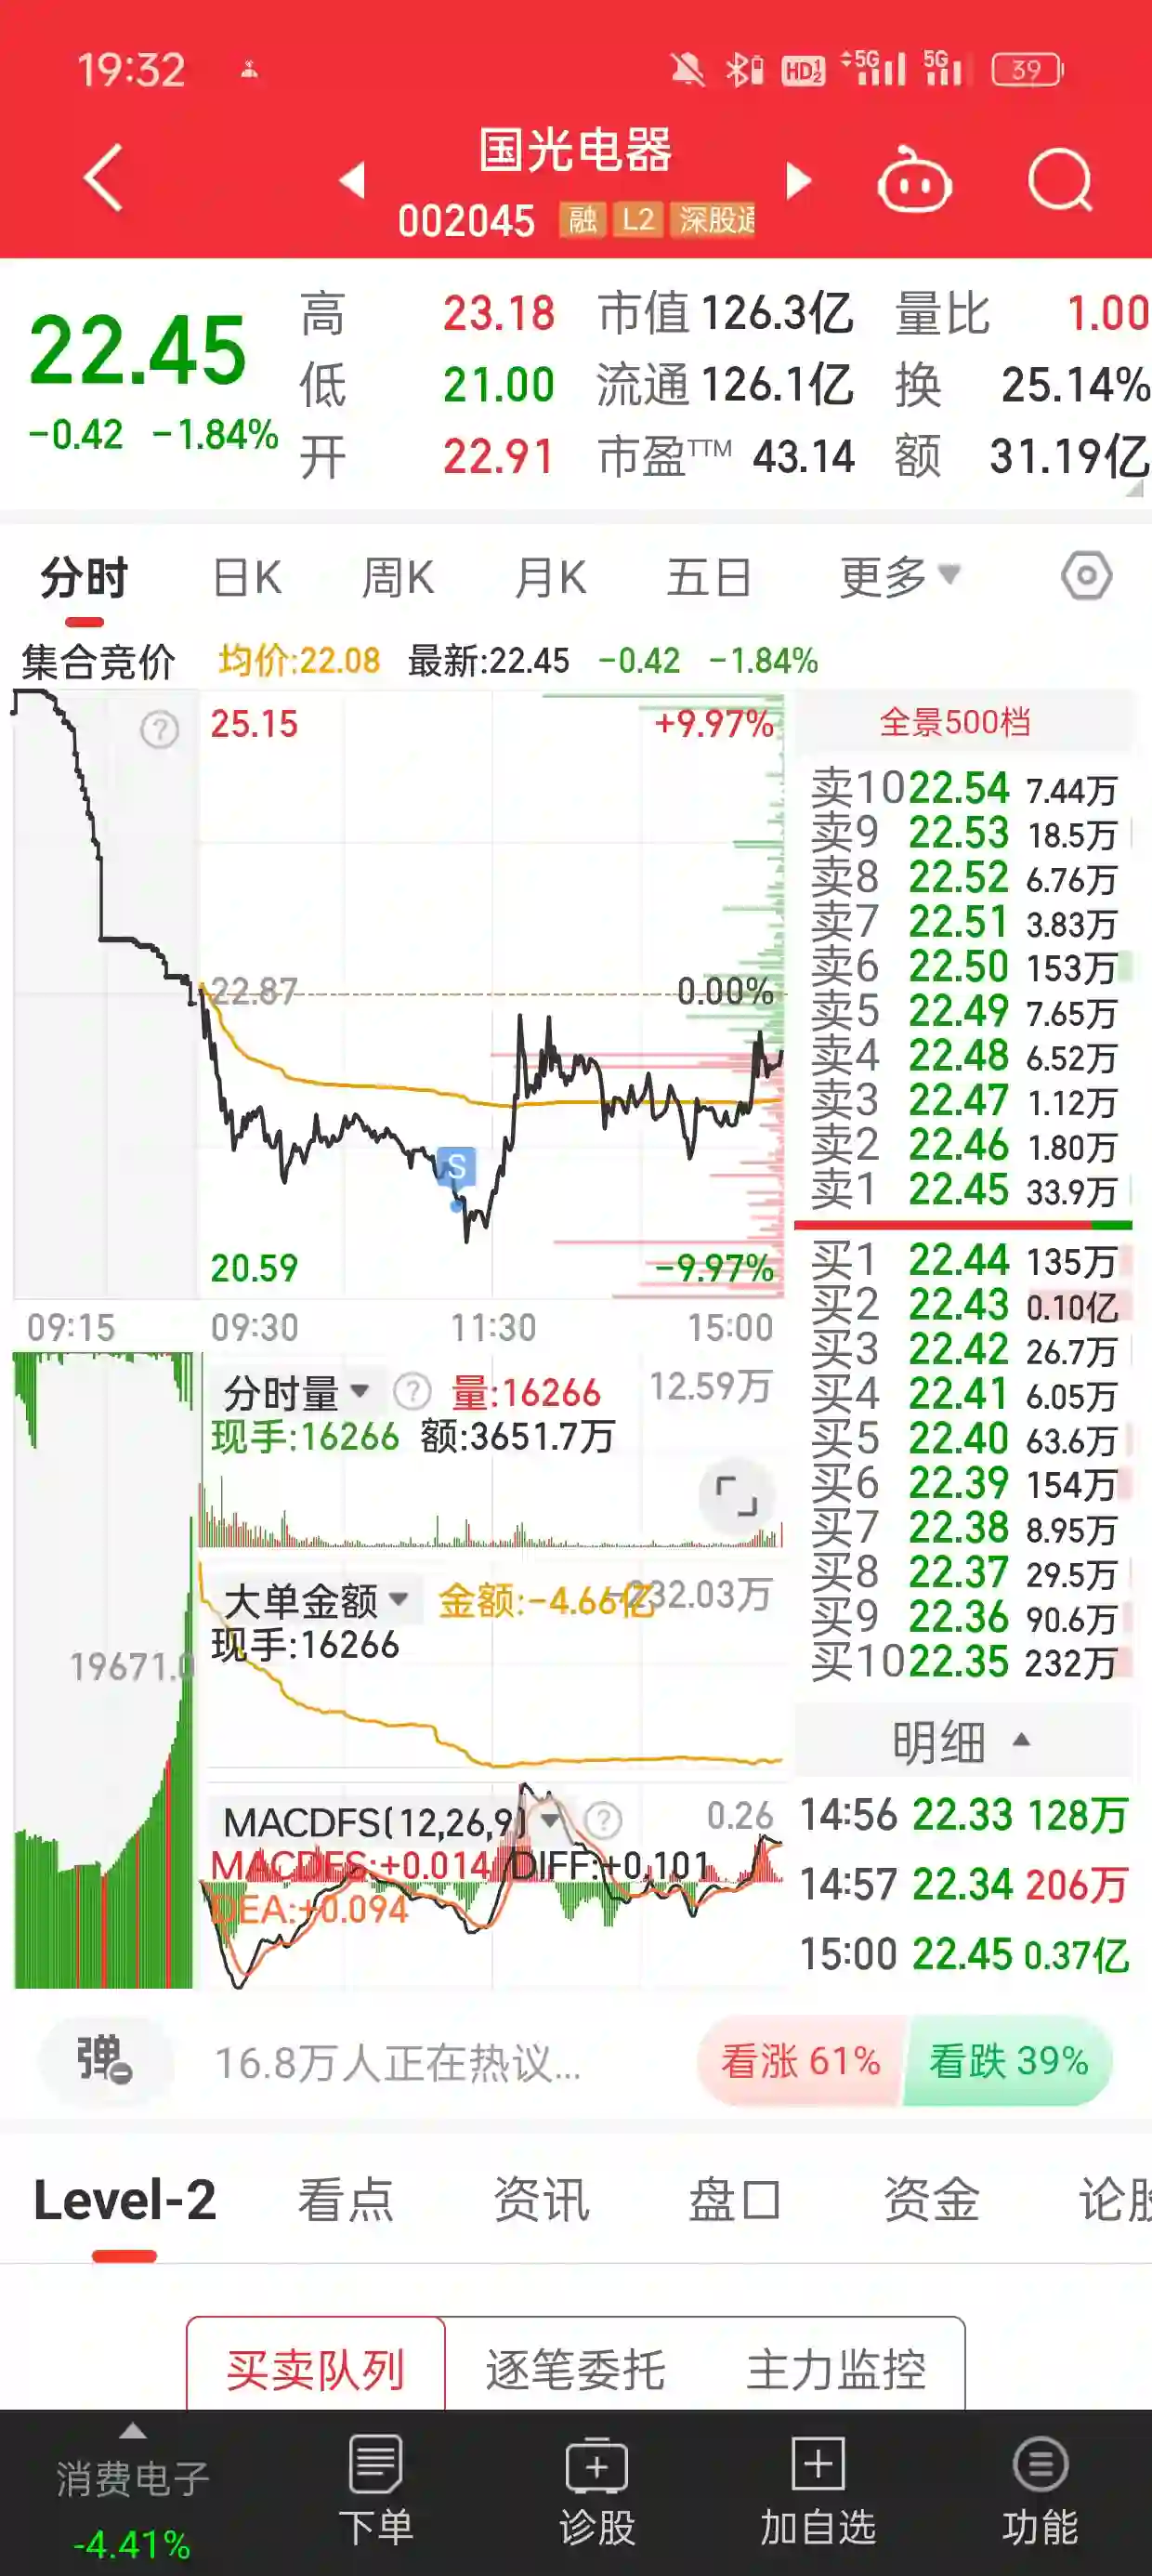 19:32 HD 5G 5G 39
国光电器
002045 融 L2 深股通
22.45
-0.42 -1.84%
高 23.18 市值 126.3亿 量比 1.00
低 21.00 流通 126.1亿 换 25.14%
开 22.91 市盈TTM 43.14 额 31.19亿
分时 日K 周K 月K 五日 更多
集合竞价 均价:22.08 最新:22.45 -0.42 -1.84%
25.15 +9.97%
22.87 0.00%
S
20.59 -9.97%
09:15 09:30 11:30 15:00
分时量 ? 量:16266 12.59万
现手:16266 额:3651.7万
大单金额 金额:-4.66亿 232.03万
现手:16266
19671.0
MACDFS(12,26,9) ? 0.26
MACDFS:+0.014 DIFF:+0.101
DEA:+0.094
全景500档
卖10 22.54 7.44万
卖9 22.53 18.5万
卖8 22.52 6.76万
卖7 22.51 3.83万
卖6 22.50 153万
卖5 22.49 7.65万
卖4 22.48 6.52万
卖3 22.47 1.12万
卖2 22.46 1.80万
卖1 22.45 33.9万
买1 22.44 135万
买2 22.43 0.10亿
买3 22.42 26.7万
买4 22.41 6.05万
买5 22.40 63.6万
买6 22.39 154万
买7 22.38 8.95万
买8 22.37 29.5万
买9 22.36 90.6万
买10 22.35 232万
明细
14:56 22.33 128万
14:57 22.34 206万
15:00 22.45 0.37亿
弹 16.8万人正在热议... 看涨 61% 看跌 39%
Level-2 看点 资讯 盘口 资金 论股
买卖队列 逐笔委托 主力监控
消费电子 下单 诊股 加自选 功能
-4.41%